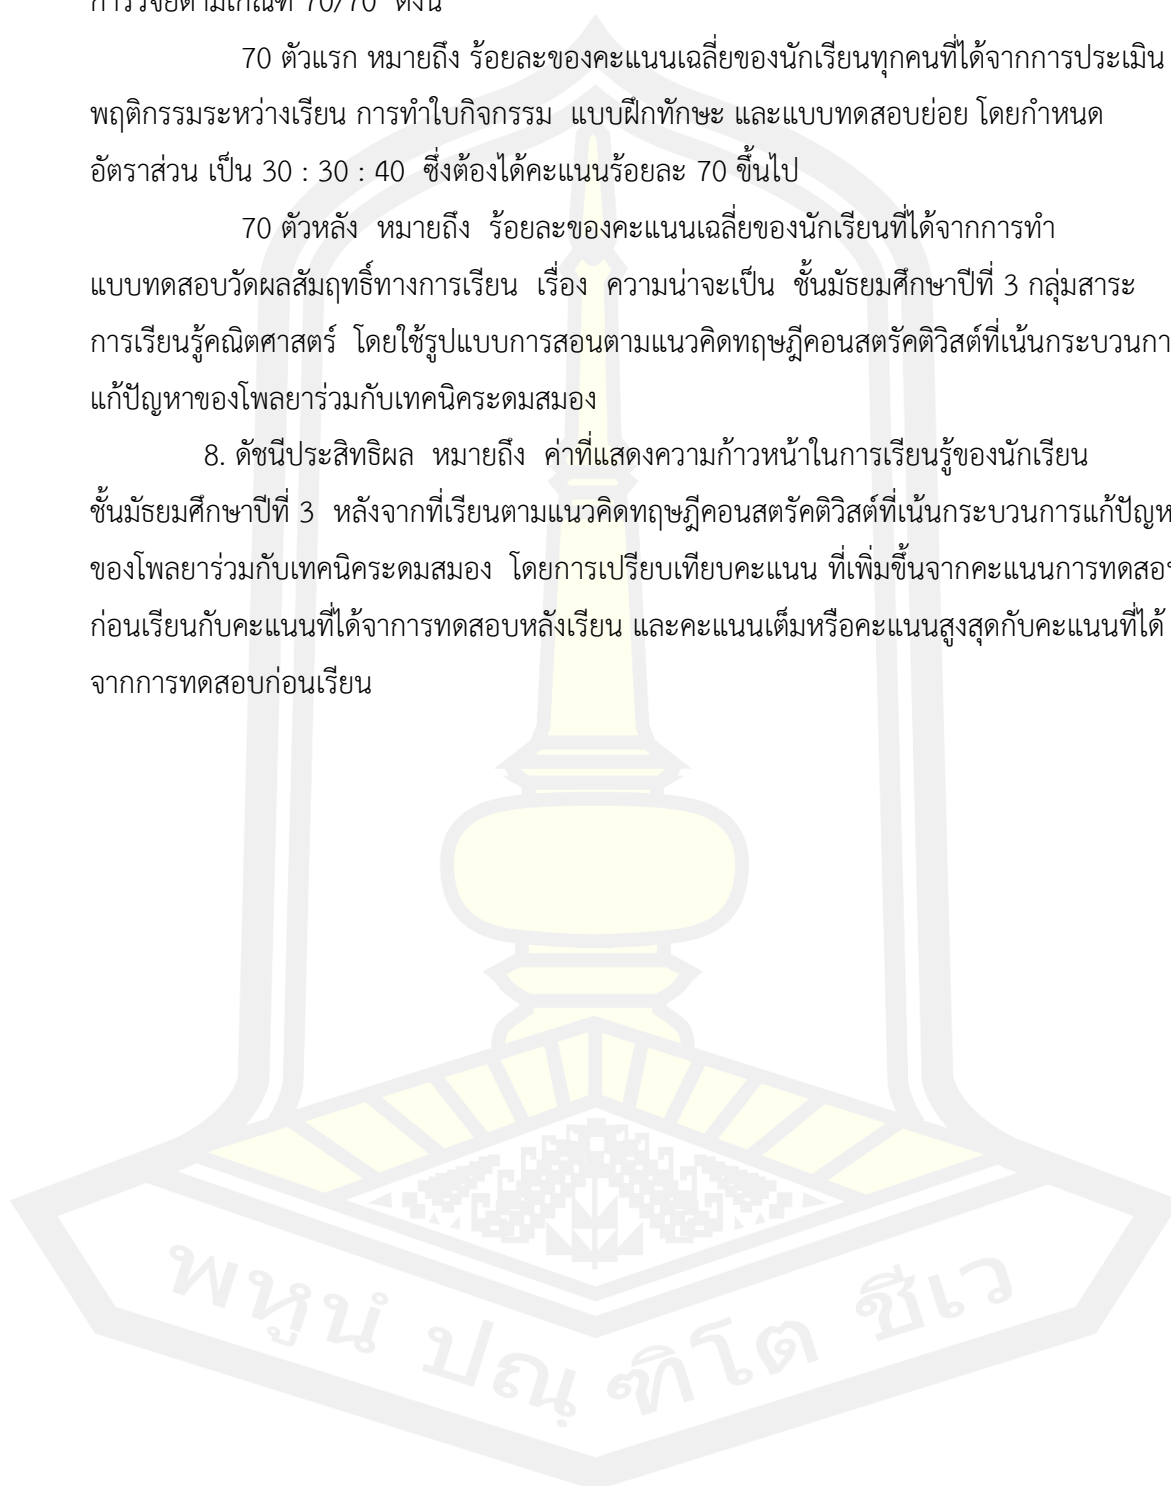 การวิจัยตามเกณฑ์ 70/70 ดังนี้
70 ตัวแรก หมายถึง ร้อยละของคะแนนเฉลี่ยของนักเรียนทุกคนที่ได้จากการประเมิน
พฤติกรรมระหว่างเรียน การทำใบกิจกรรม แบบฝึกทักษะ และแบบทดสอบย่อย โดยกำหนด
อัตราส่วน เป็น 30 : 30 : 40 ซึ่งต้องได้คะแนนร้อยละ 70 ขึ้นไป
70 ตัวหลัง หมายถึง ร้อยละของคะแนนเฉลี่ยของนักเรียนที่ได้จากการทำ
แบบทดสอบวัดผลสัมฤทธิ์ทางการเรียน เรื่อง ความน่าจะเป็น ชั้นมัธยมศึกษาปีที่ 3 กลุ่มสาระ
การเรียนรู้คณิตศาสตร์ โดยใช้รูปแบบการสอนตามแนวคิดทฤษฎีคอนสตรัคติวิสต์ที่เน้นกระบวนกา
แก้ปัญหาของโพลยาร่วมกับเทคนิคระดมสมอง
8. ดัชนีประสิทธิผล หมายถึง ค่าที่แสดงความก้าวหน้าในการเรียนรู้ของนักเรียน
ชั้นมัธยมศึกษาปีที่ 3 หลังจากที่เรียนตามแนวคิดทฤษฎีคอนสตรัคติวิสต์ที่เน้นกระบวนการแก้ปัญห
ของโพลยาร่วมกับเทคนิคระดมสมอง โดยการเปรียบเทียบคะแนน ที่เพิ่มขึ้นจากคะแนนการทดสอบ
ก่อนเรียนกับคะแนนที่ได้จาการทดสอบหลังเรียน และคะแนนเต็มหรือคะแนนสูงสุดกับคะแนนที่ได้
จากการทดสอบก่อนเรียน
พหูนํ ปณฺ ฑิโต ชีเว